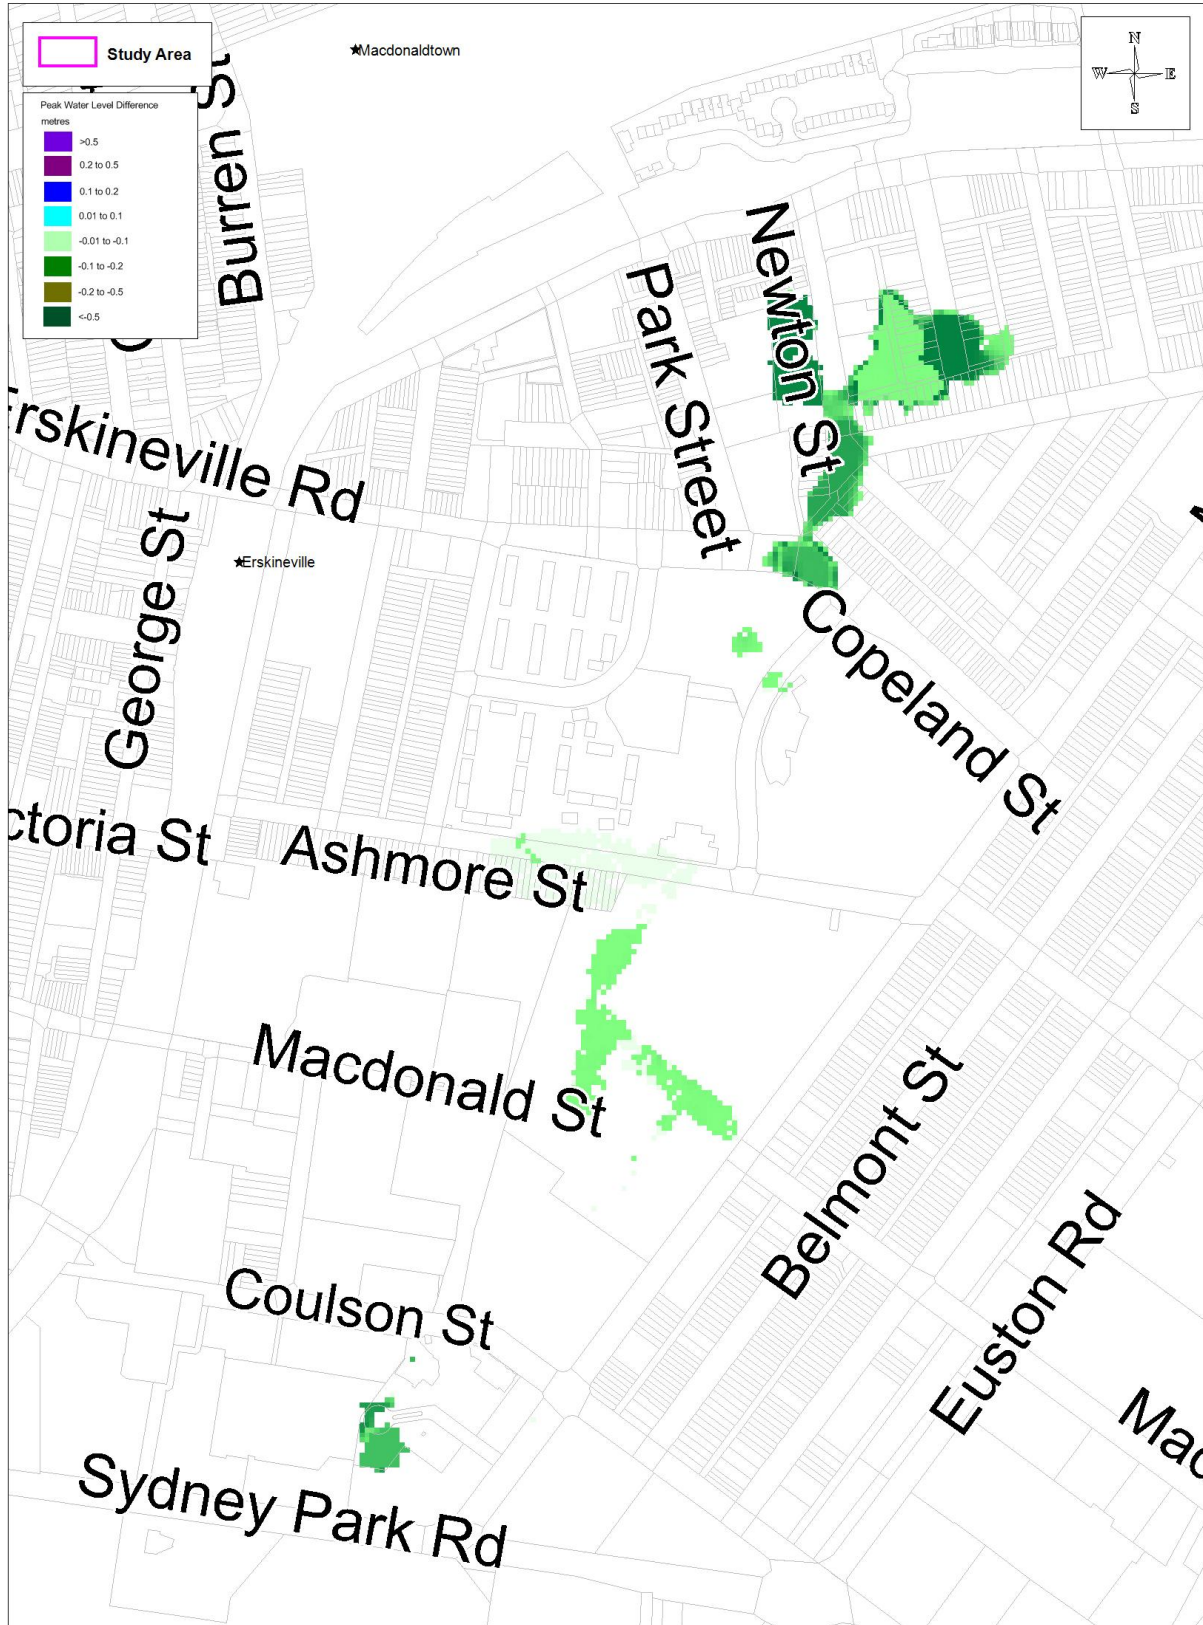 Study Area
Peak Water Level Difference
metres
>0.5
0.2 to 0.5
0.1 to 0.2
0.01 to 0.1
-0.01 to -0.1
-0.1 to -0.2
-0.2 to -0.5
<-0.5
Macdonaldtown
N
W E
S
Burren St
Newton St
Park Street
Erskineville Rd
George St
Erskineville
Copeland St
ctoria St
Ashmore St
Macdonald St
Belmont St
Coulson St
Euston Rd
Mac
Sydney Park Rd